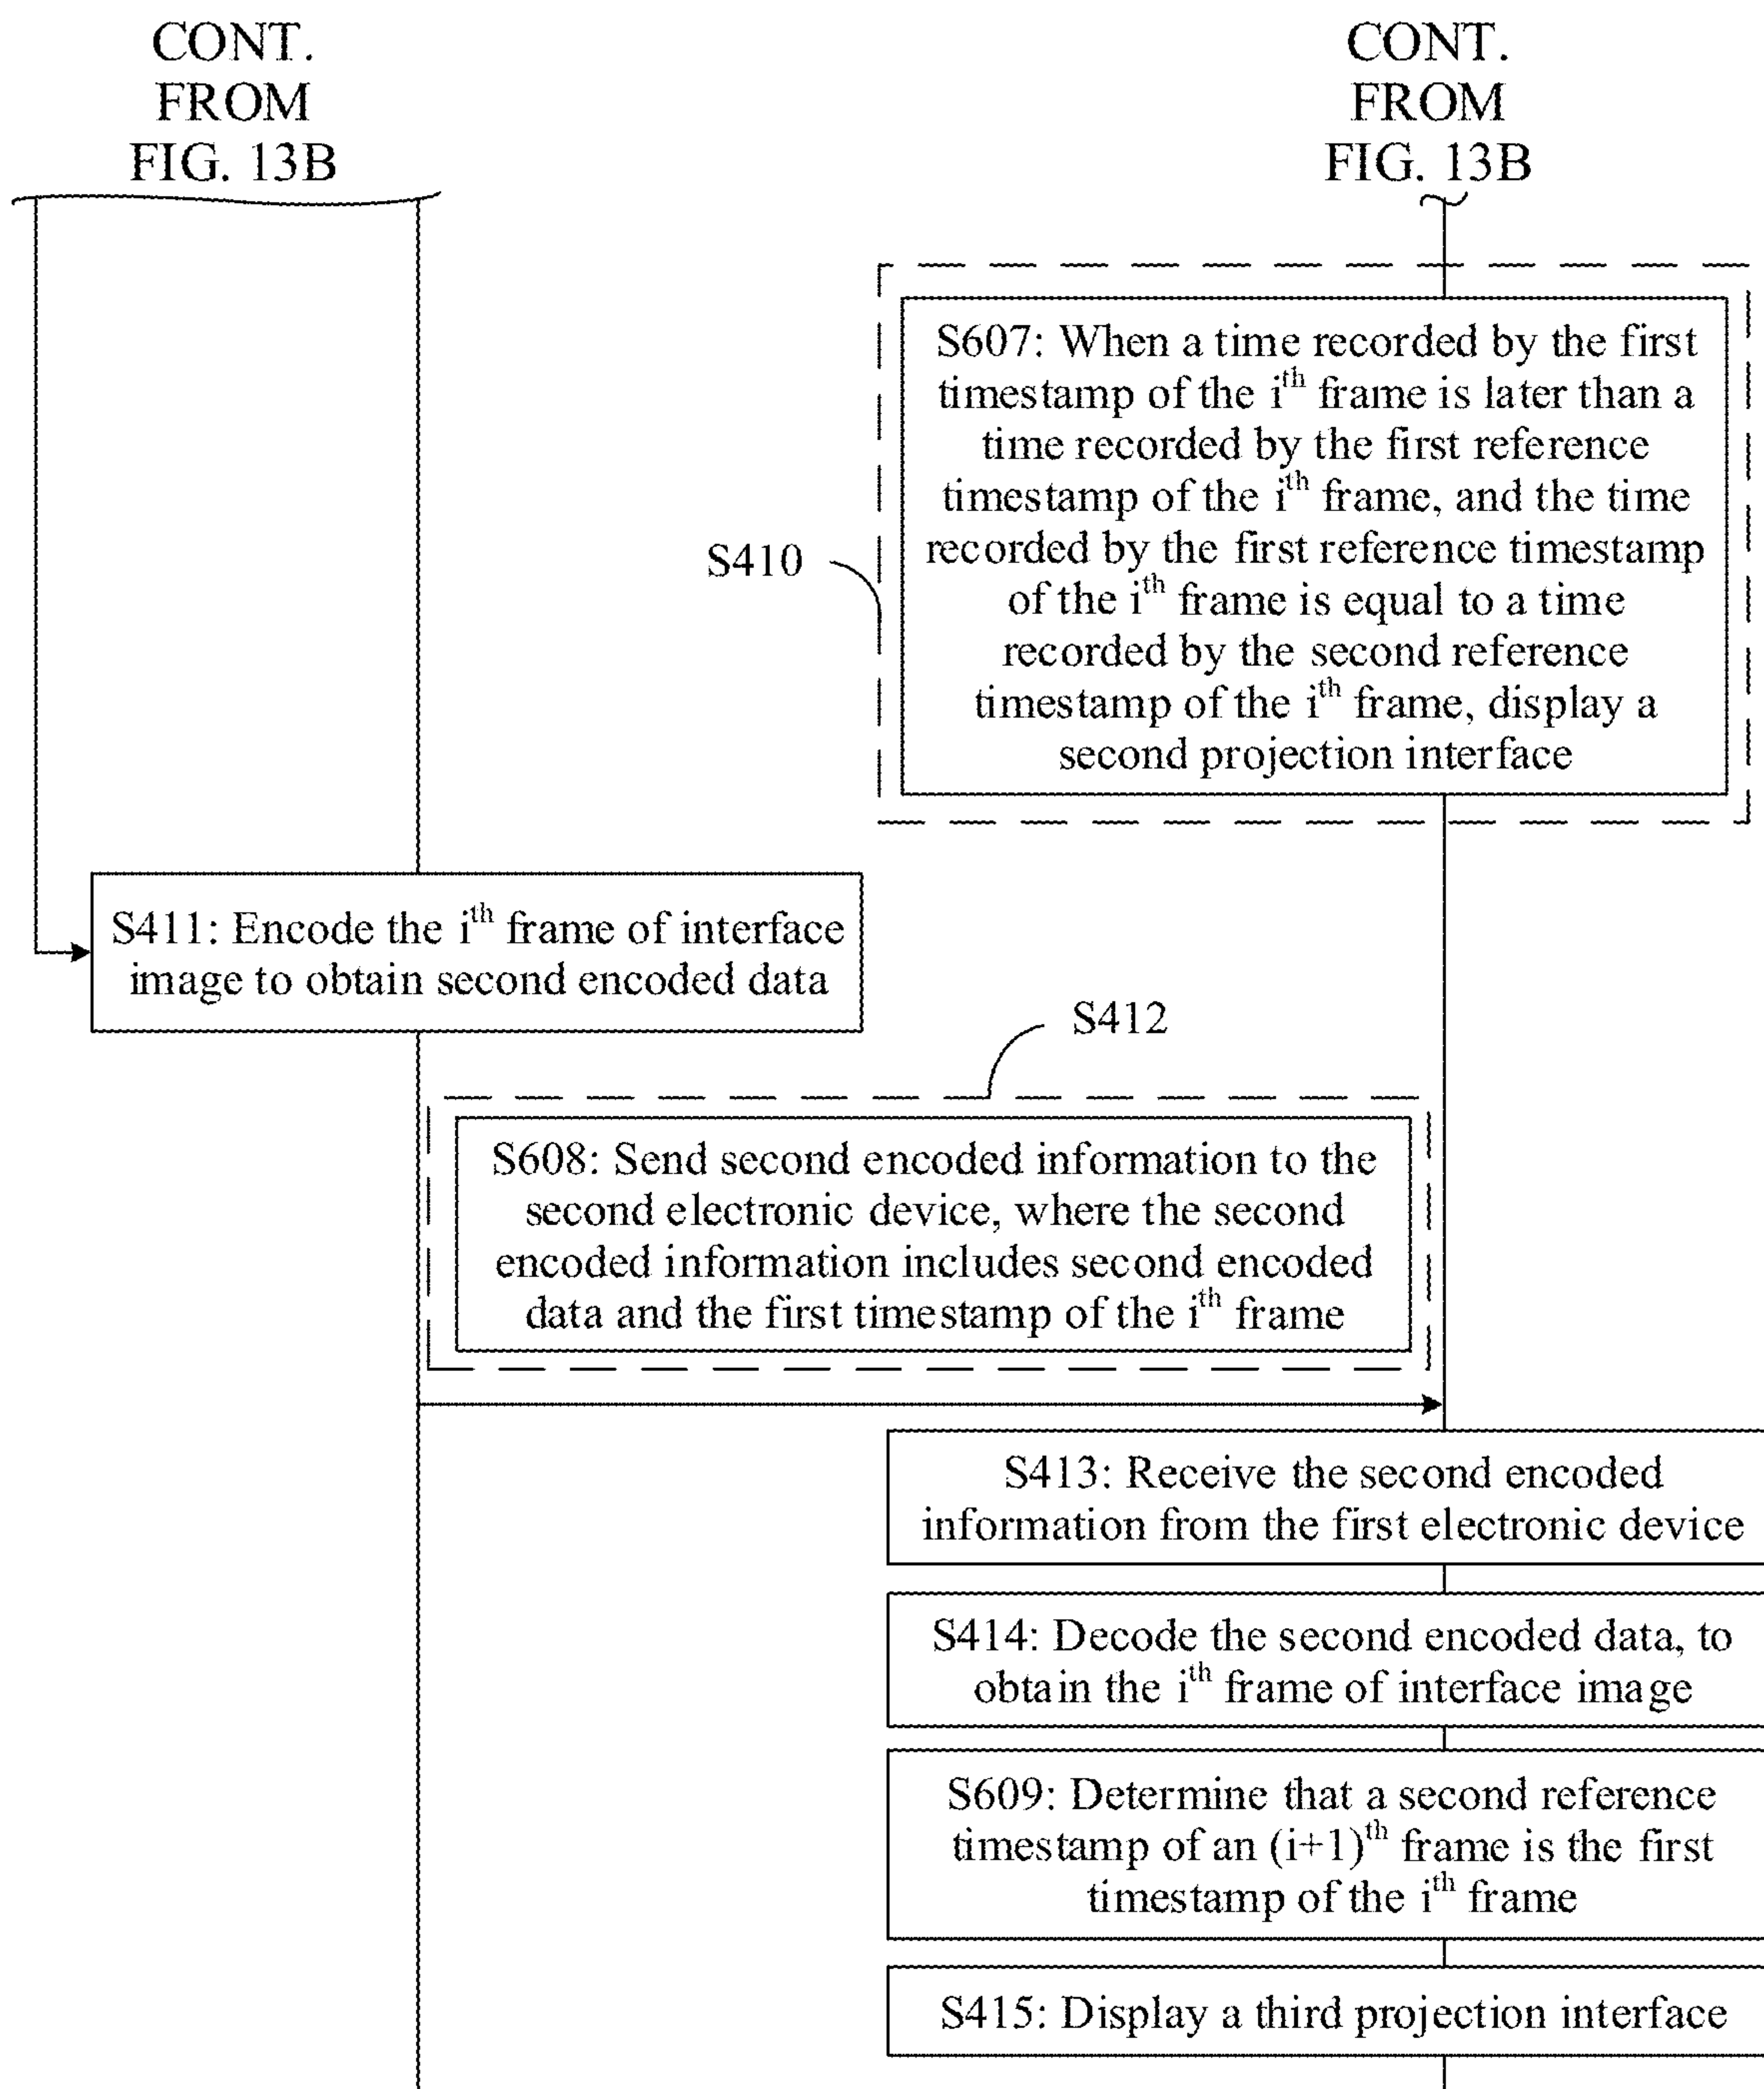 CONT.
FROM
FIG. 13B
CONT.
FROM
FIG. 13B
S607: When a time recorded by the first
timestamp of the ith frame is later than a
time recorded by the first reference
timestamp of the ith frame, and the time
recorded by the first reference timestamp
of the ith frame is equal to a time
recorded by the second reference
timestamp of the ith frame, display a
second projection interface
S410
S411: Encode the ith frame of interface
image to obtain second encoded data
S412
S608: Send second encoded information to the
second electronic device, where the second
encoded information includes second encoded
data and the first timestamp of the ith frame
S413: Receive the second encoded
information from the first electronic device
S414: Decode the second encoded data, to
obtain the ith frame of interface image
S609: Determine that a second reference
timestamp of an (i+1)th frame is the first
timestamp of the ith frame
S415: Display a third projection interface